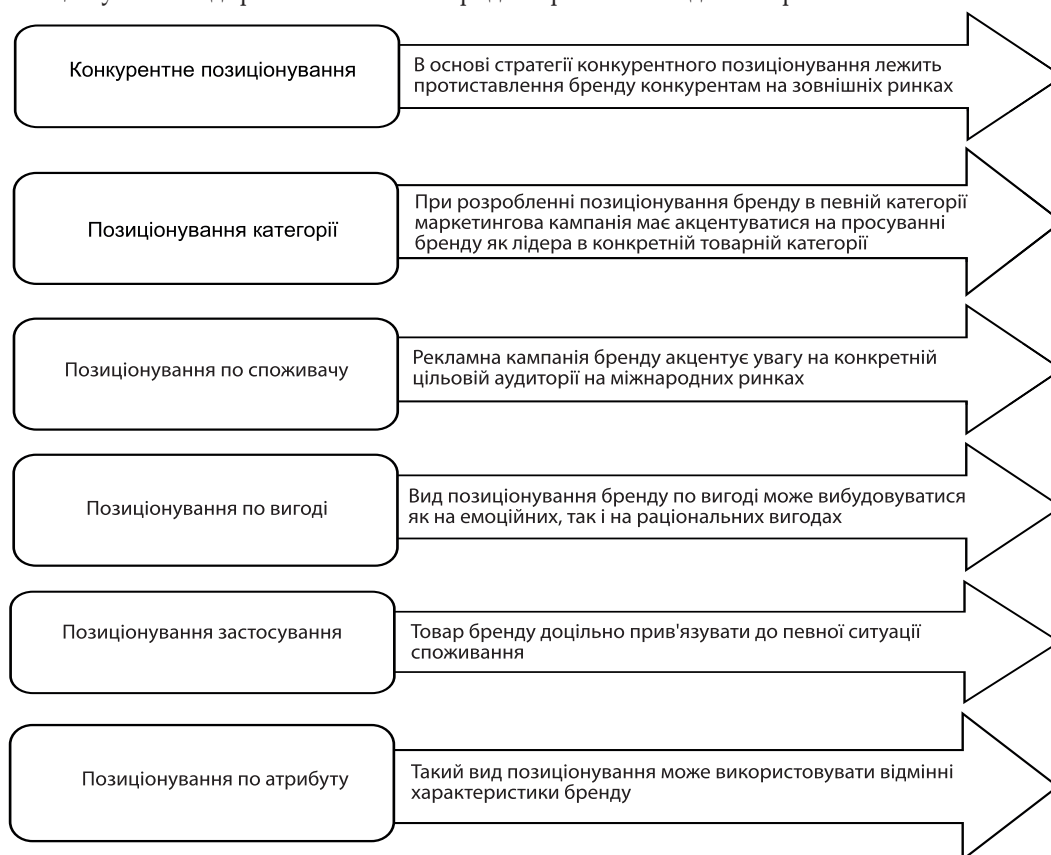 Конкурентне позиціонування
В основі стратегії конкурентного позиціонування лежить
протиставлення бренду конкурентам на зовнішніх ринках
Позиціонування категорії
При розробленні позиціонування бренду в певній категорії
маркетингова кампанія має акцентуватися на просуванні
бренду як лідера в конкретній товарній категорії
Позиціонування по споживачу
Рекламна кампанія бренду акцентує увагу на конкретній
цільовій аудиторії на міжнародних ринках
Позиціонування по вигоді
Вид позиціонування бренду по вигоді може вибудовуватися
як на емоційних, так і на раціональних вигодах
Позиціонування застосування
Товар бренду доцільно прив'язувати до певної ситуації
споживання
Позиціонування по атрибуту
Такий вид позиціонування може використовувати відмінні
характеристики бренду